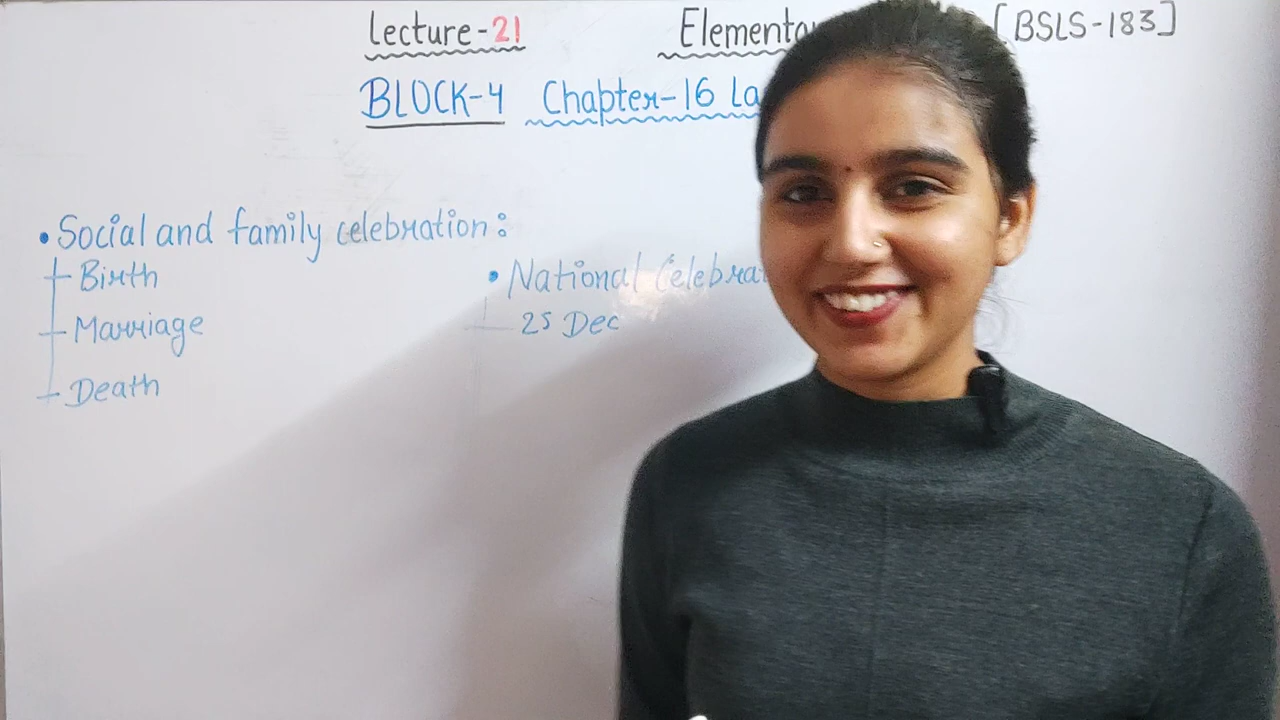 Lecture-21 Elementa [BSLS-183]
BLOCK-4 Chapter-16 La
• Social and family celebration:
Birth
Marriage
Death
• National Celebra
25 Dec